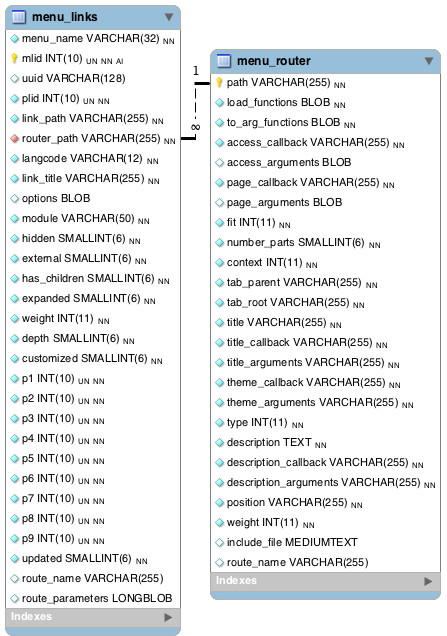 menu_links
menu_name VARCHAR(32) NN
mlid INT(10) UN NN AI
uuid VARCHAR(128)
plid INT(10) UN NN
link_path VARCHAR(255) NN
router_path VARCHAR(255) NN
langcode VARCHAR(12) NN
link_title VARCHAR(255) NN
options BLOB
module VARCHAR(50) NN
hidden SMALLINT(6) NN
external SMALLINT(6) NN
has_children SMALLINT(6) NN
expanded SMALLINT(6) NN
weight INT(11) NN
depth SMALLINT(6) NN
customized SMALLINT(6) NN
p1 INT(10) UN NN
p2 INT(10) UN NN
p3 INT(10) UN NN
p4 INT(10) UN NN
p5 INT(10) UN NN
p6 INT(10) UN NN
p7 INT(10) UN NN
p8 INT(10) UN NN
p9 INT(10) UN NN
updated SMALLINT(6) NN
route_name VARCHAR(255)
route_parameters LONGBLOB
Indexes
1
∞
menu_router
path VARCHAR(255) NN
load_functions BLOB NN
to_arg_functions BLOB NN
access_callback VARCHAR(255) NN
access_arguments BLOB
page_callback VARCHAR(255) NN
page_arguments BLOB
fit INT(11) NN
number_parts SMALLINT(6) NN
context INT(11) NN
tab_parent VARCHAR(255) NN
tab_root VARCHAR(255) NN
title VARCHAR(255) NN
title_callback VARCHAR(255) NN
title_arguments VARCHAR(255) NN
theme_callback VARCHAR(255) NN
theme_arguments VARCHAR(255) NN
type INT(11) NN
description TEXT NN
description_callback VARCHAR(255) NN
description_arguments VARCHAR(255) NN
position VARCHAR(255) NN
weight INT(11) NN
include_file MEDIUMTEXT
route_name VARCHAR(255)
Indexes